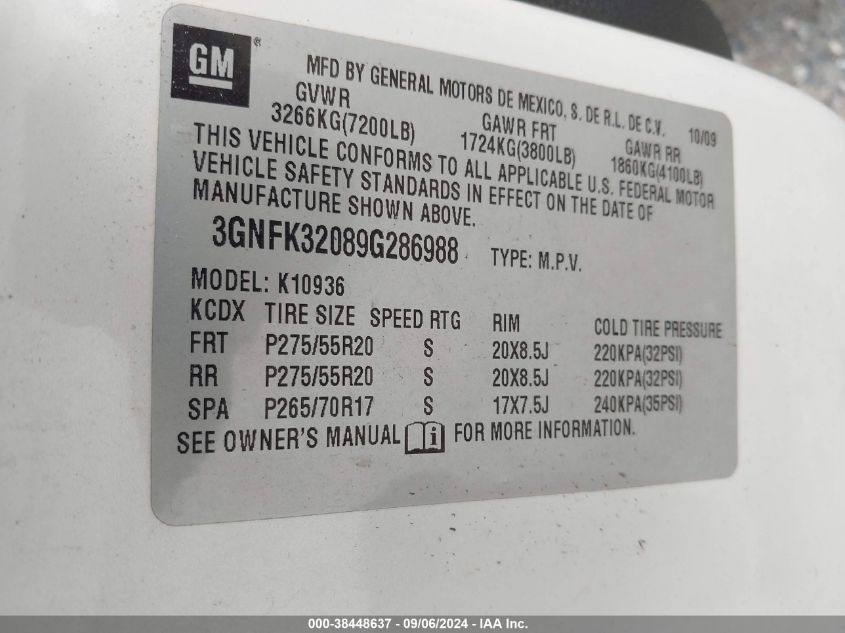 GM ®
MFD BY GENERAL MOTORS DE MEXICO, S. DE R.L. DE C.V. 10/09
GVWR GAWR FRT GAWR RR
3266KG(7200LB) 1724KG(3800LB) 1860KG(4100LB)
THIS VEHICLE CONFORMS TO ALL APPLICABLE U.S. FEDERAL MOTOR
VEHICLE SAFETY STANDARDS IN EFFECT ON THE DATE OF
MANUFACTURE SHOWN ABOVE.
3GNFK32089G286988 TYPE: M.P.V.
MODEL: K10936
KCDX TIRE SIZE SPEED RTG RIM COLD TIRE PRESSURE
FRT P275/55R20 S 20X8.5J 220KPA(32PSI)
RR P275/55R20 S 20X8.5J 220KPA(32PSI)
SPA P265/70R17 S 17X7.5J 240KPA(35PSI)
SEE OWNER'S MANUAL i FOR MORE INFORMATION.
000-38448637 - 09/06/2024 - IAA Inc.